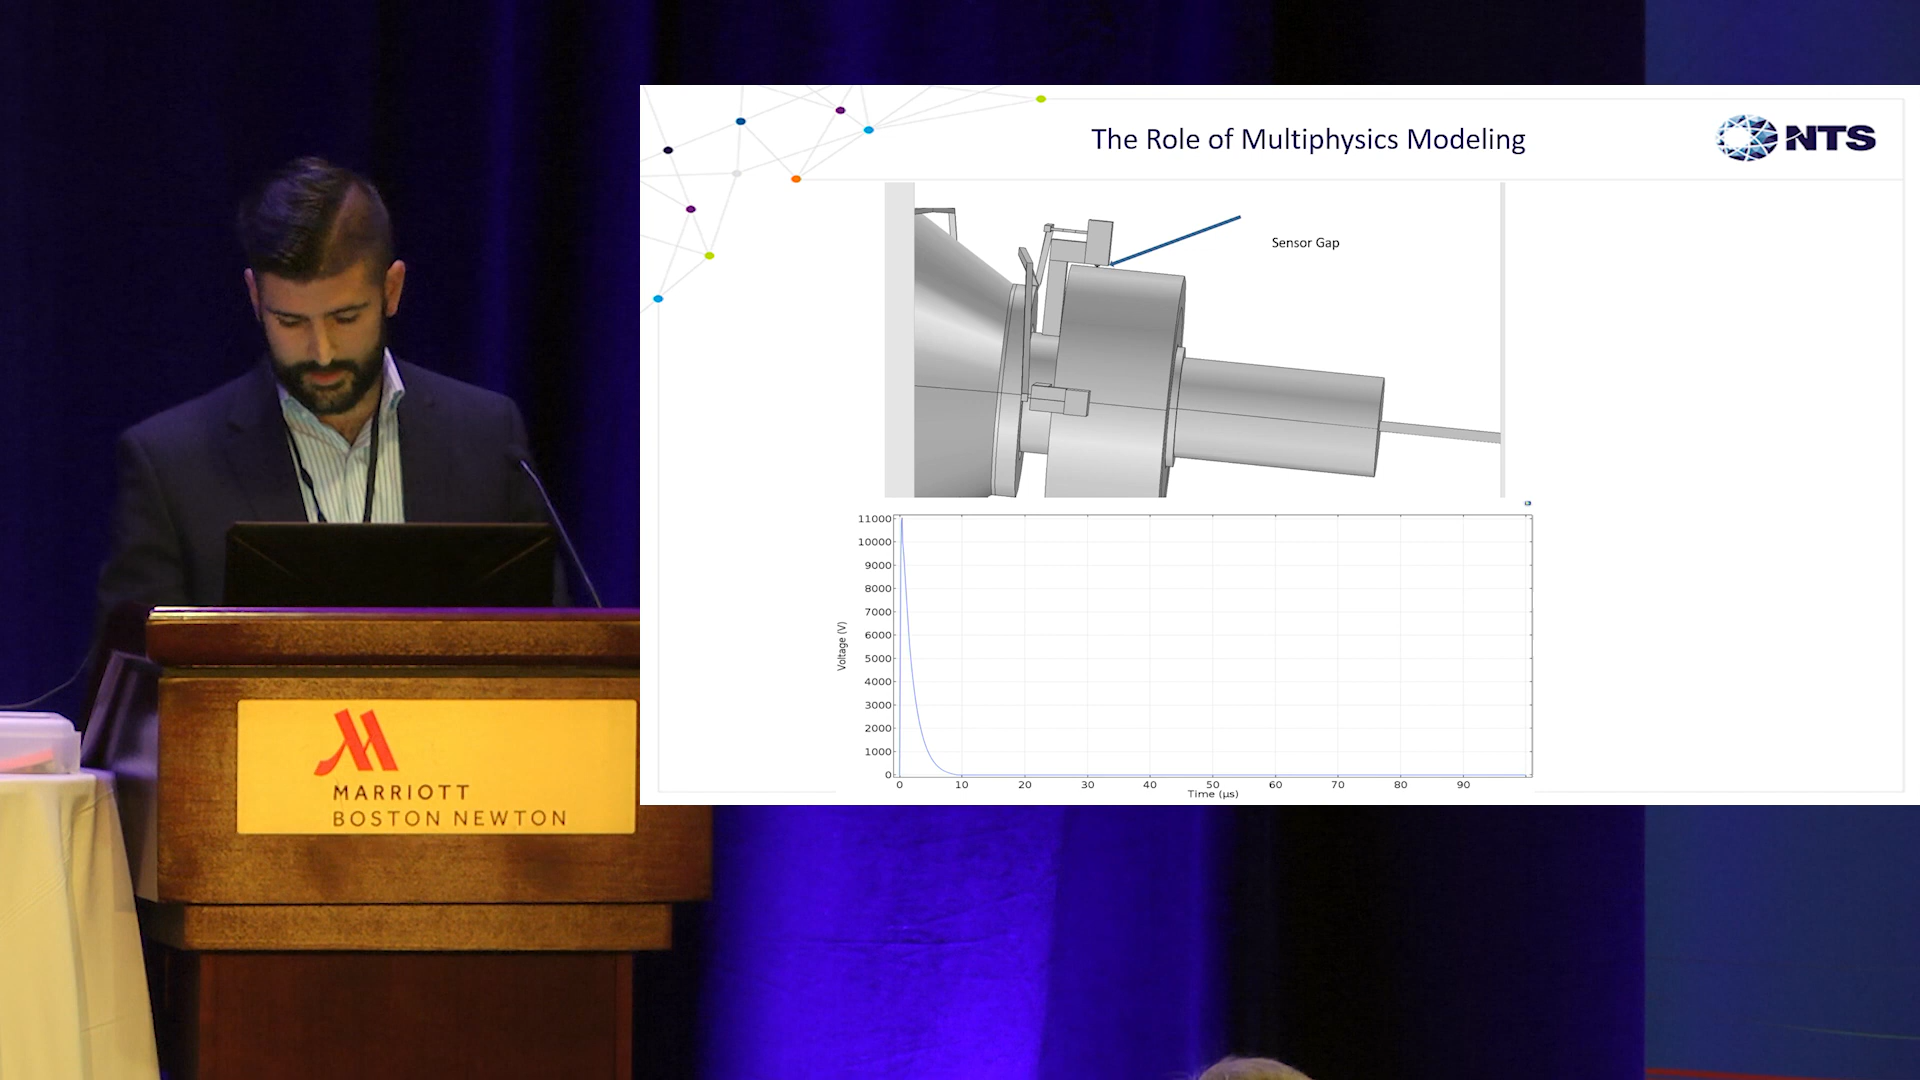 The Role of Multiphysics Modeling
NTS
Sensor Gap
11000
10000
9000
8000
7000
6000
5000
4000
3000
2000
1000
0
Voltage (V)
0 10 20 30 40 50 60 70 80 90
Time (µs)
MARRIOTT
BOSTON NEWTON